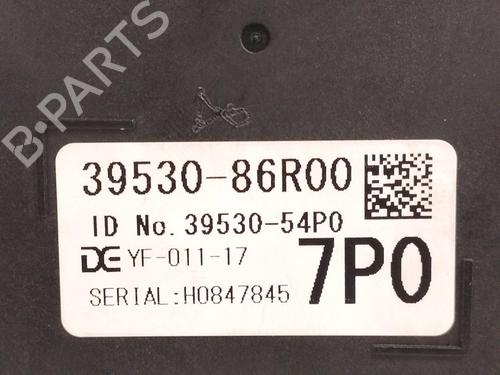 B-PARTS
39530-86R00
ID No. 39530-54P0
DE YF-011-17
7P0
SERIAL:H0847845